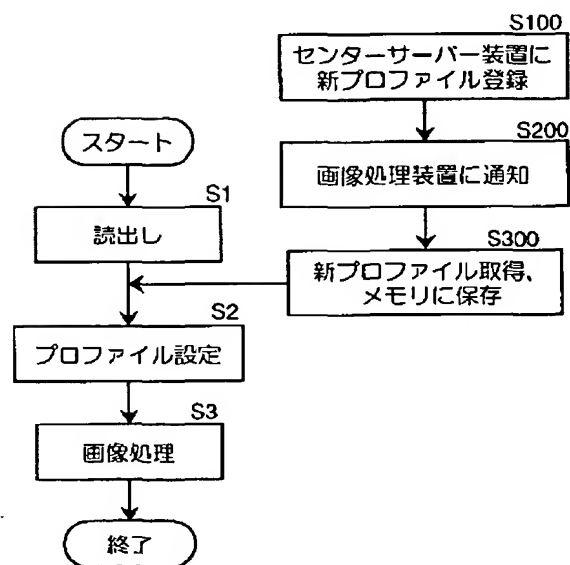 S100
センターサーバー装置に
新プロファイル登録
スタート
S200
画像処理装置に通知
S1
読出し
S300
新プロファイル取得、
メモリに保存
S2
プロファイル設定
S3
画像処理
終了